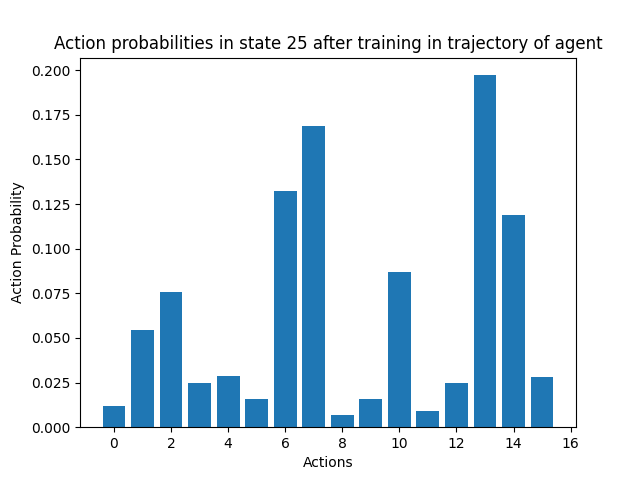 Action probabilities in state 25 after training in trajectory of agent
0.200
0.175
0.150
0.125
0.100
0.075
0.050
0.025
0.000
Action Probability
0 2 4 6 8 10 12 14 16
Actions